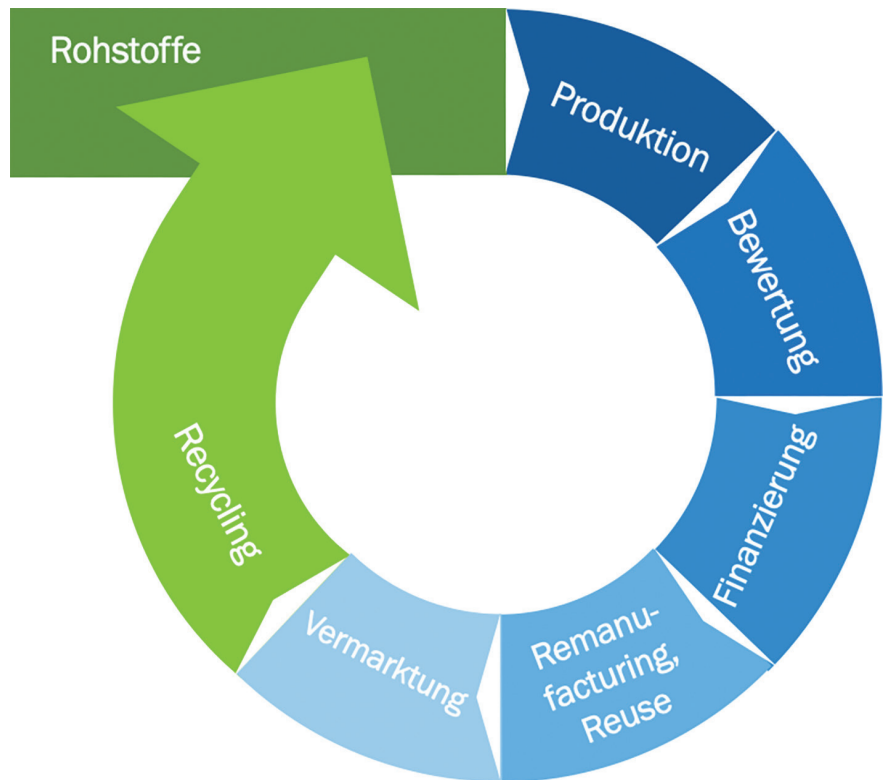 Rohstoffe
Produktion
Bewertung
Finanzierung
Remanu-
facturing,
Reuse
Vermarktung
Recycling